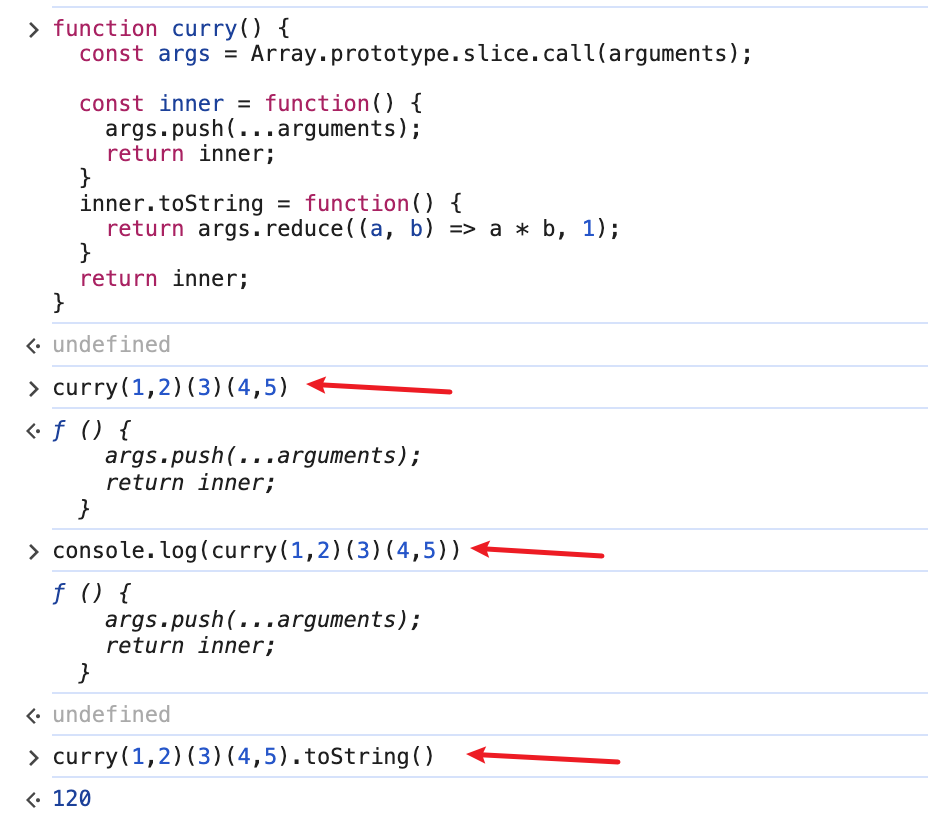 function curry() {
  const args = Array.prototype.slice.call(arguments);

  const inner = function() {
    args.push(...arguments);
    return inner;
  }
  inner.toString = function() {
    return args.reduce((a, b) => a * b, 1);
  }
  return inner;
}
undefined
curry(1,2)(3)(4,5)
ƒ () {
    args.push(...arguments);
    return inner;
  }
console.log(curry(1,2)(3)(4,5))
ƒ () {
    args.push(...arguments);
    return inner;
  }
undefined
curry(1,2)(3)(4,5).toString()
120